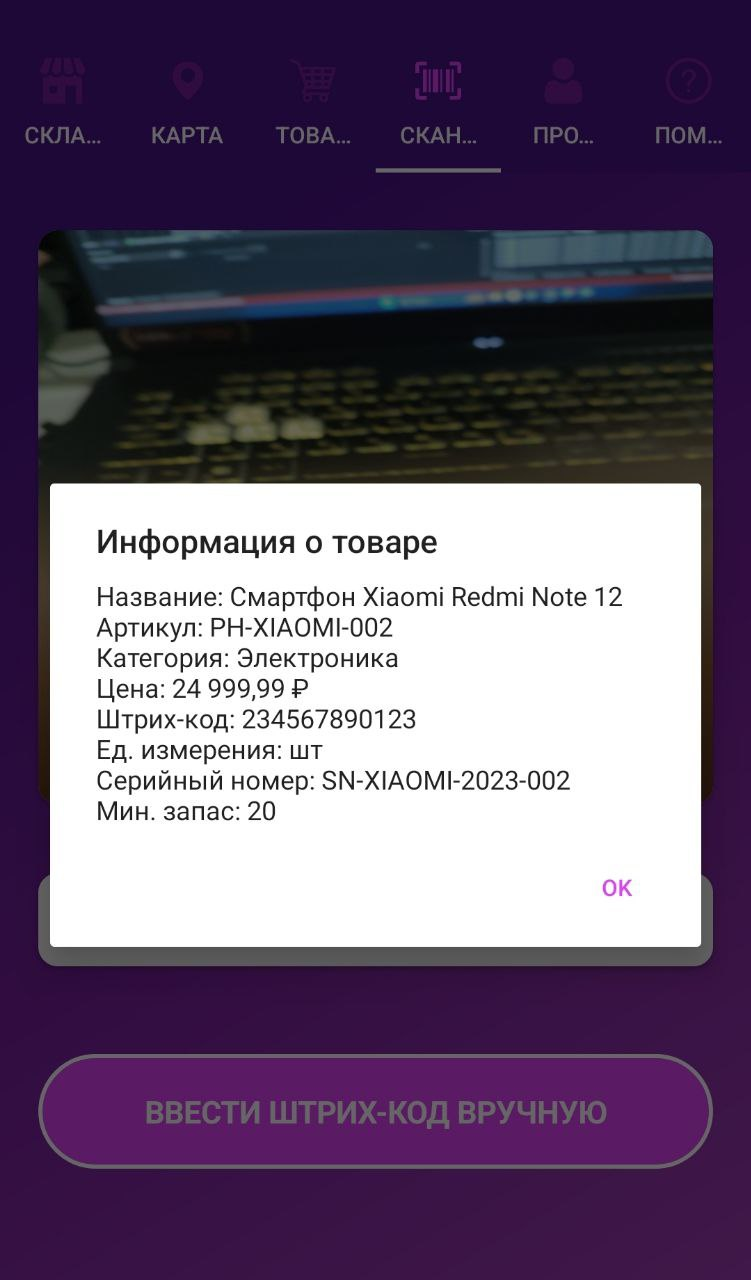 СКЛА...
КАРТА
ТОВА...
СКАН...
ПРО...
ПОМ...
Информация о товаре
Название: Смартфон Xiaomi Redmi Note 12
Артикул: PH-XIAOMI-002
Категория: Электроника
Цена: 24 999,99 ₽
Штрих-код: 234567890123
Ед. измерения: шт
Серийный номер: SN-XIAOMI-2023-002
Мин. запас: 20
OK
ВВЕСТИ ШТРИХ-КОД ВРУЧНУЮ